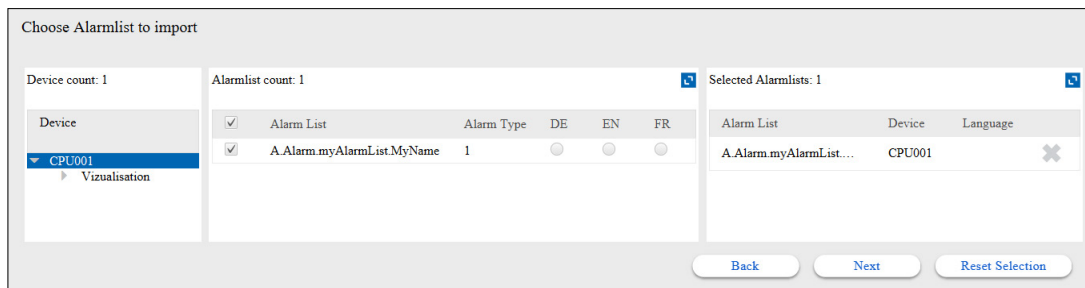 Choose Alarmlist to import
Device count: 1
Device
CPU001
Vizualisation
Alarmlist count: 1
Alarm List Alarm Type DE EN FR
A.Alarm.myAlarmList.MyName 1
Selected Alarmlists: 1
Alarm List Device Language
A.Alarm.myAlarmList.... CPU001
Back Next Reset Selection